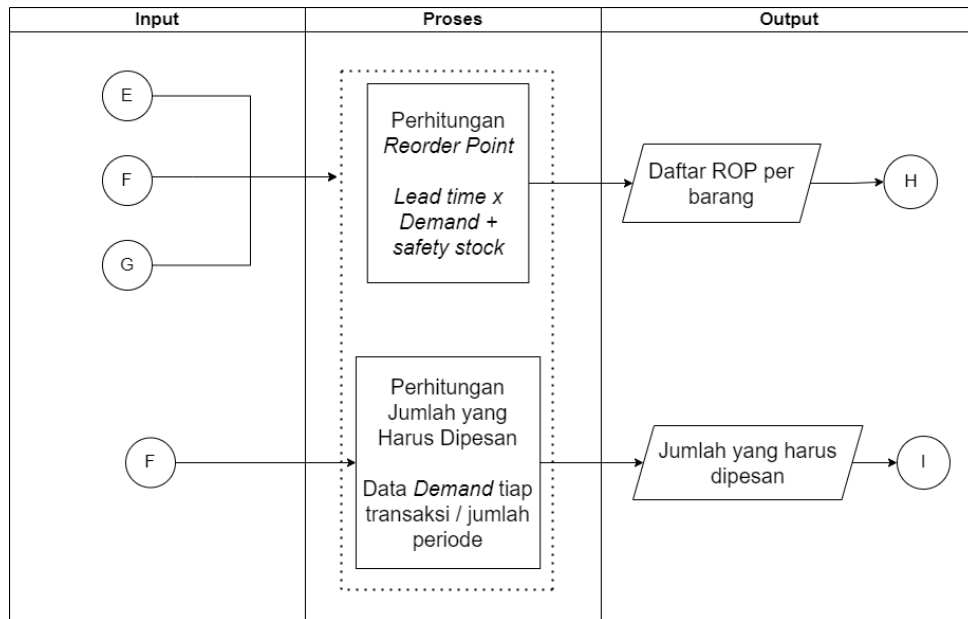 Input
Proses
Output
E
F
G
Perhitungan
Reorder Point
Lead time x
Demand +
safety stock
Daftar ROP per
barang
H
F
Perhitungan
Jumlah yang
Harus Dipesan
Data Demand tiap
transaksi / jumlah
periode
Jumlah yang harus
dipesan
I